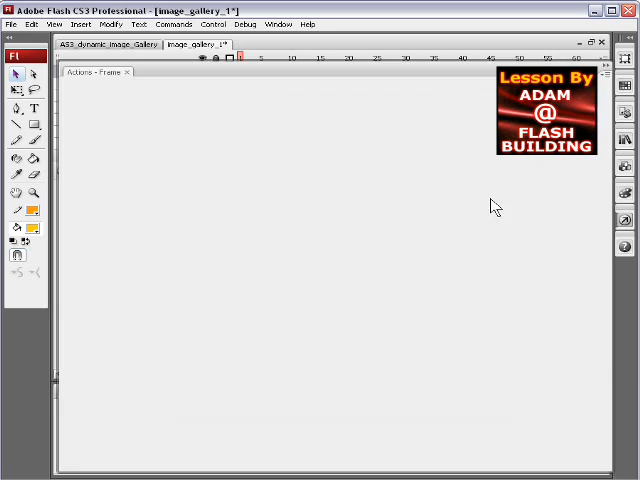 Adobe Flash CS3 Professional - [image_gallery_1*]
File Edit View Insert Modify Text Commands Control Debug Window Help
Fl
AS3_dynamic_Image_Gallery image_gallery_1*
1 5 10 15 20 25 30 35 40 45 50 55 60
Actions - Frame
Lesson By
ADAM
@
FLASH
BUILDING